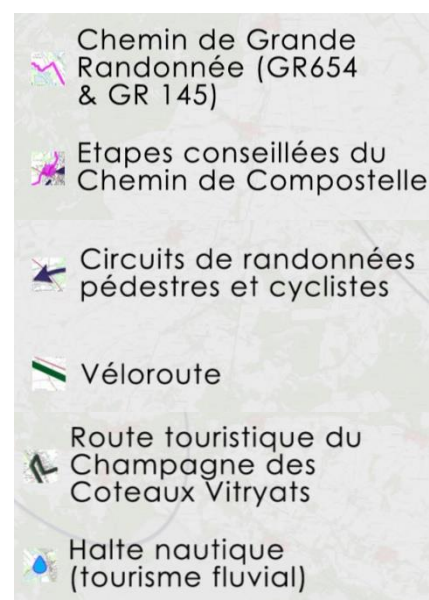 Chemin de Grande
Randonnée (GR654
& GR 145)
Etapes conseillées du
Chemin de Compostelle
Circuits de randonnées
pédestres et cyclistes
Véloroute
Route touristique du
Champagne des
Coteaux Vitryats
Halte nautique
(tourisme fluvial)